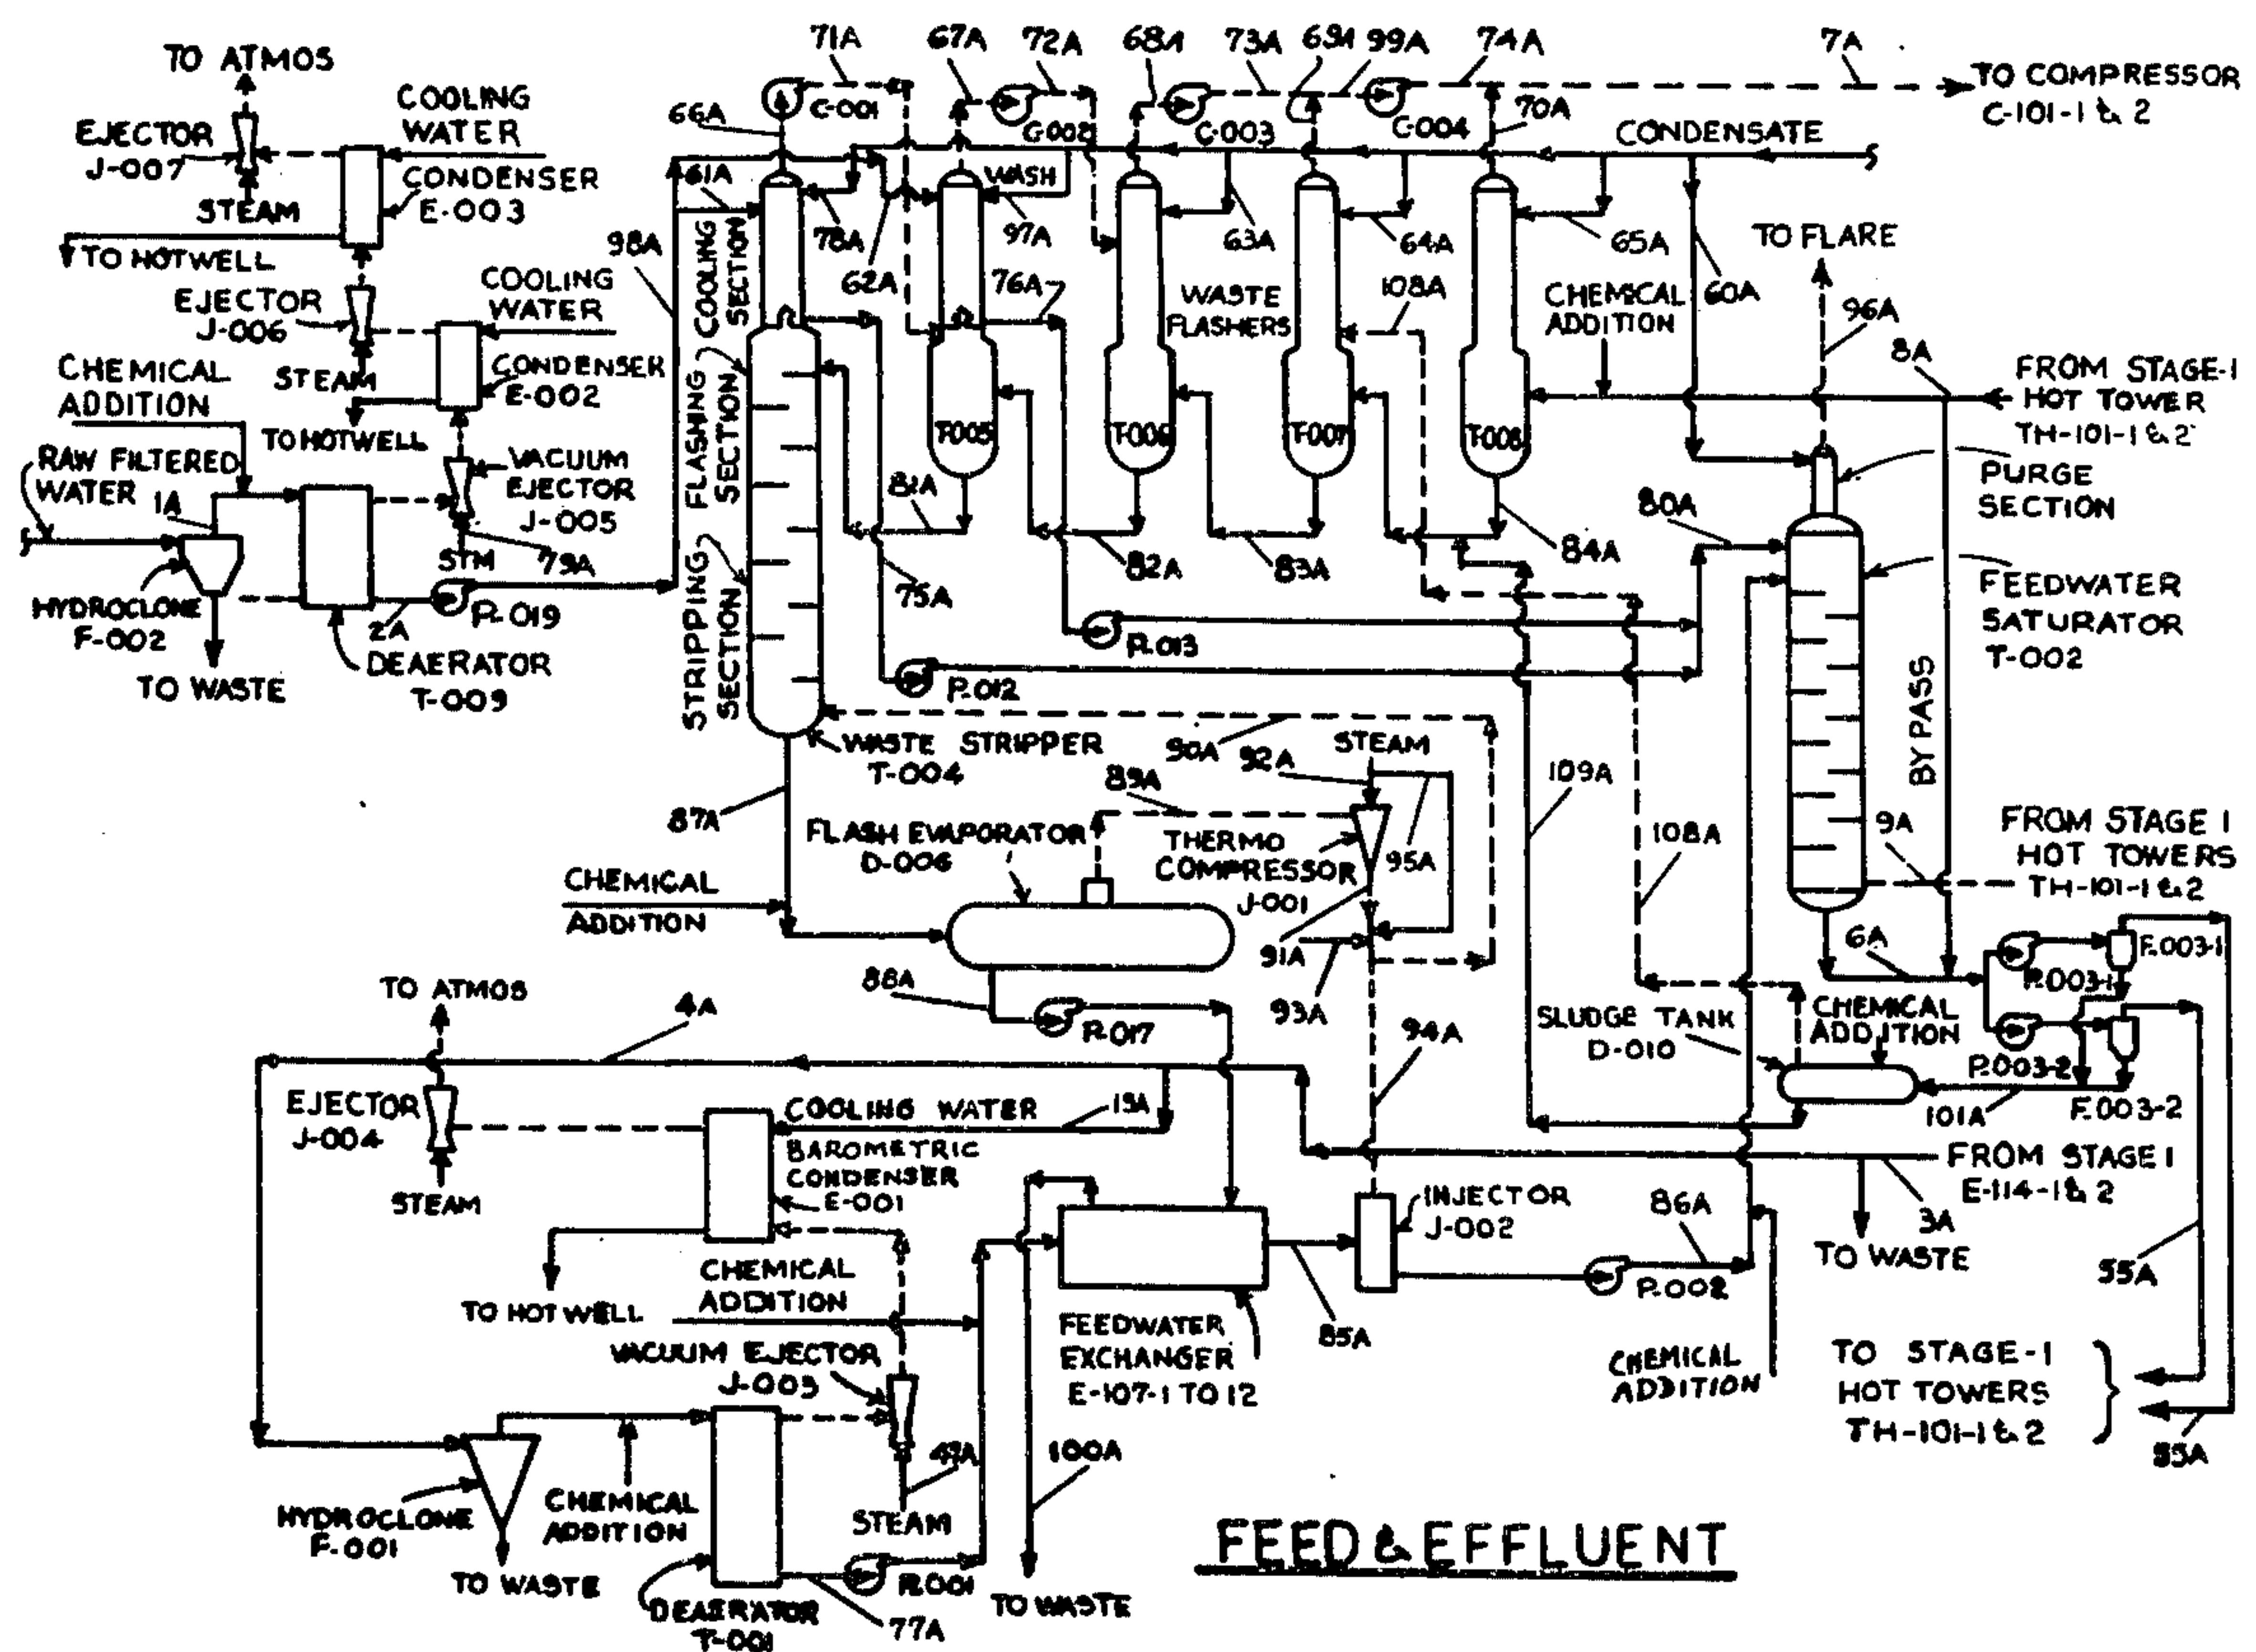 71A
67A
72A
68A
73A
69A
99A
74A
7A
TO ATMOS
TO COMPRESSOR
C-101-1 & 2
COOLING
WATER
EJECTOR
J-007
66A
C-001
C-002
C-003
C-004
70A
CONDENSATE
CONDENSER
E-003
STEAM
61A
WASH
98A
TO HOTWELL
COOLING
SECTION
78A
62A
97A
63A
64A
65A
TO FLARE
60A
96A
8A
COOLING
WATER
EJECTOR
J-006
76A
WASTE
FLASHERS
108A
CHEMICAL
ADDITION
FROM STAGE-1
HOT TOWER
TH-101-1 & 2
CHEMICAL
ADDITION
STEAM
CONDENSER
E-002
TO HOTWELL
FLASHING
SECTION
T-005
T-006
T-007
T-008
PURGE
SECTION
RAW FILTERED
WATER
1A
VACUUM
EJECTOR
J-005
STM
79A
81A
82A
83A
84A
80A
75A
HYDROCLONE
F-002
2A
P-019
DEAERATOR
T-009
TO WASTE
STRIPPING
SECTION
P-013
P-012
FEEDWATER
SATURATOR
T-002
BYPASS
WASTE STRIPPER
T-004
90A
92A
STEAM
89A
109A
108A
87A
FLASH EVAPORATOR
D-006
THERMO
COMPRESSOR
J-001
95A
9A
FROM STAGE 1
HOT TOWERS
TH-101-1 & 2
CHEMICAL
ADDITION
91A
93A
6A
P-003-1
F-003-1
88A
P-017
94A
SLUDGE TANK
D-010
CHEMICAL
ADDITION
P-003-2
F-003-2
101A
TO ATMOS
4A
EJECTOR
J-004
STEAM
COOLING WATER
BAROMETRIC
CONDENSER
E-001
FROM STAGE 1
E-114-1 & 2
3A
TO WASTE
INJECTOR
J-002
86A
P-002
TO HOTWELL
CHEMICAL
ADDITION
FEEDWATER
EXCHANGER
E-107-1 TO 12
85A
CHEMICAL
ADDITION
55A
TO STAGE-1
HOT TOWERS
TH-101-1 & 2
55A
VACUUM EJECTOR
J-003
100A
STEAM
HYDROCLONE
F-001
CHEMICAL
ADDITION
TO WASTE
DEAERATOR
T-001
77A
P-001
TO WASTE
FEED & EFFLUENT